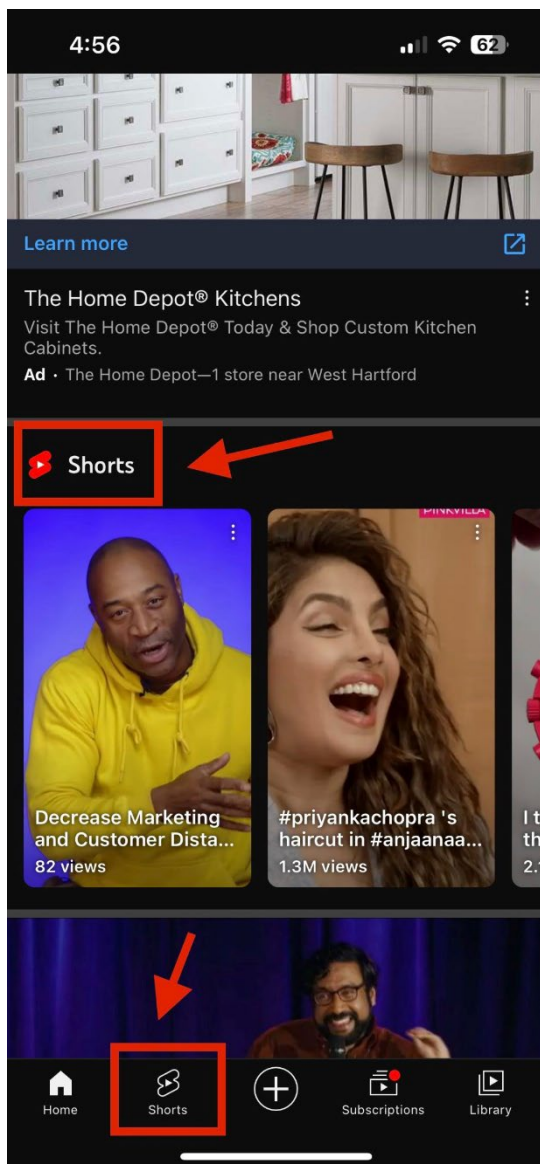 4:56
62
Learn more
The Home Depot® Kitchens
Visit The Home Depot® Today & Shop Custom Kitchen
Cabinets.
Ad · The Home Depot—1 store near West Hartford
Shorts
PINKVILLA
Decrease Marketing
and Customer Dista...
82 views
#priyankachopra 's
haircut in #anjaanaa...
1.3M views
Home
Shorts
Subscriptions
Library